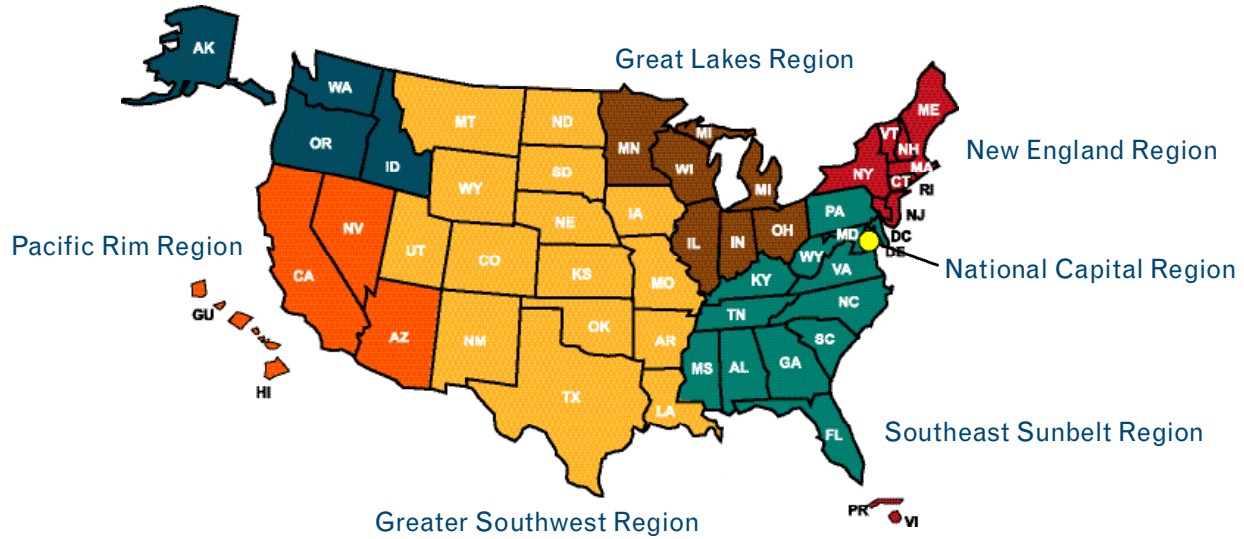 AK
Great Lakes Region
WA
MT
ND
MN
MI
ME
VT
NH
OR
ID
WY
SD
WI
MI
NY
MA
CT
RI
New England Region
Pacific Rim Region
NV
UT
NE
IA
IL
IN
OH
PA
NJ
DC
MD
DE
CA
CO
KS
MO
KY
WY
VA
National Capital Region
GU
AZ
NM
OK
AR
TN
NC
SC
HI
TX
LA
MS
AL
GA
FL
Southeast Sunbelt Region
PR
VI
Greater Southwest Region